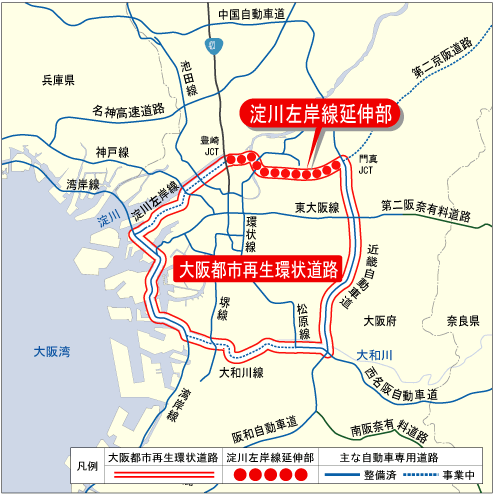 中国自動車道
第二京阪道路
池田線
兵庫県
名神高速道路
淀川左岸線延伸部
豊崎
JCT
門真
JCT
神戸線
湾岸線
淀川
淀川左岸線
東大阪線
第二阪奈有料道路
環状線
近畿自動車道
大阪都市再生環状道路
堺線
松原線
大阪府
奈良県
大阪湾
大和川
大和川線
西名阪自動車道
湾岸線
阪和自動車道
南阪奈有料道路
凡例
大阪都市再生環状道路
淀川左岸線延伸部
主な自動車専用道路
整備済
事業中